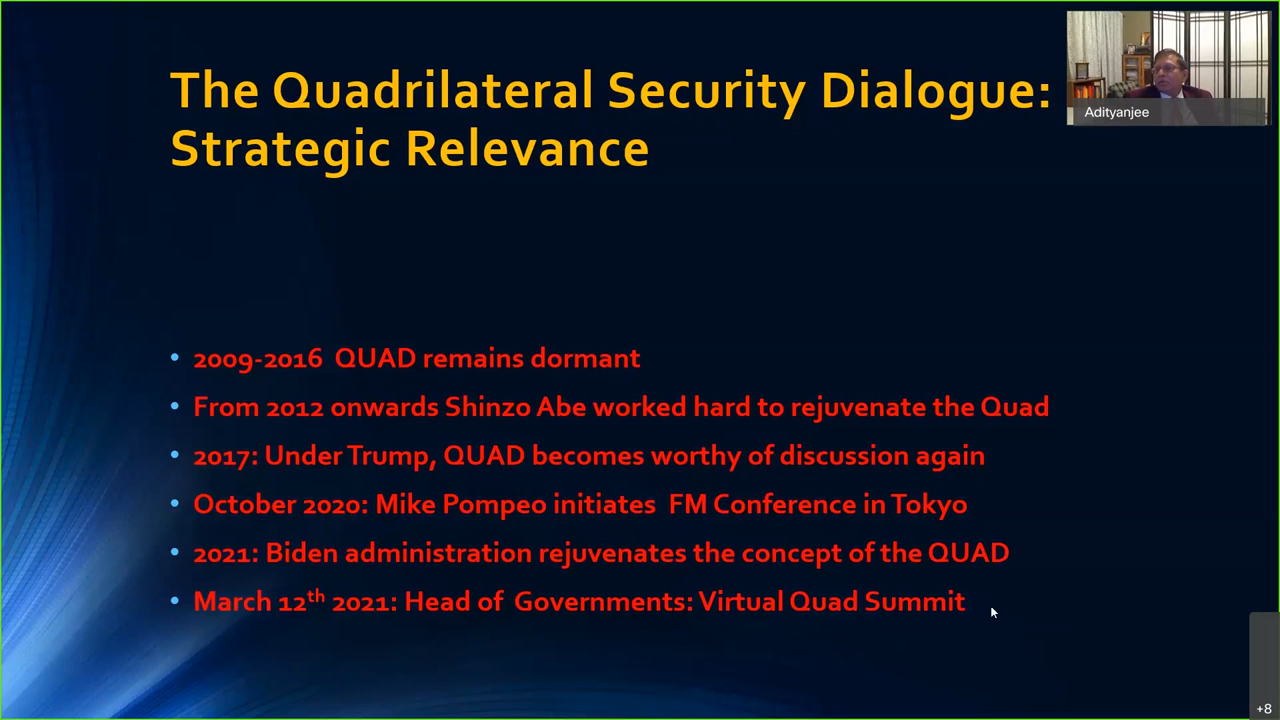 The Quadrilateral Security Dialogue:
Strategic Relevance
Adityanjee
• 2009-2016 QUAD remains dormant
• From 2012 onwards Shinzo Abe worked hard to rejuvenate the Quad
• 2017: Under Trump, QUAD becomes worthy of discussion again
• October 2020: Mike Pompeo initiates FM Conference in Tokyo
• 2021: Biden administration rejuvenates the concept of the QUAD
• March 12th 2021: Head of Governments: Virtual Quad Summit
+8